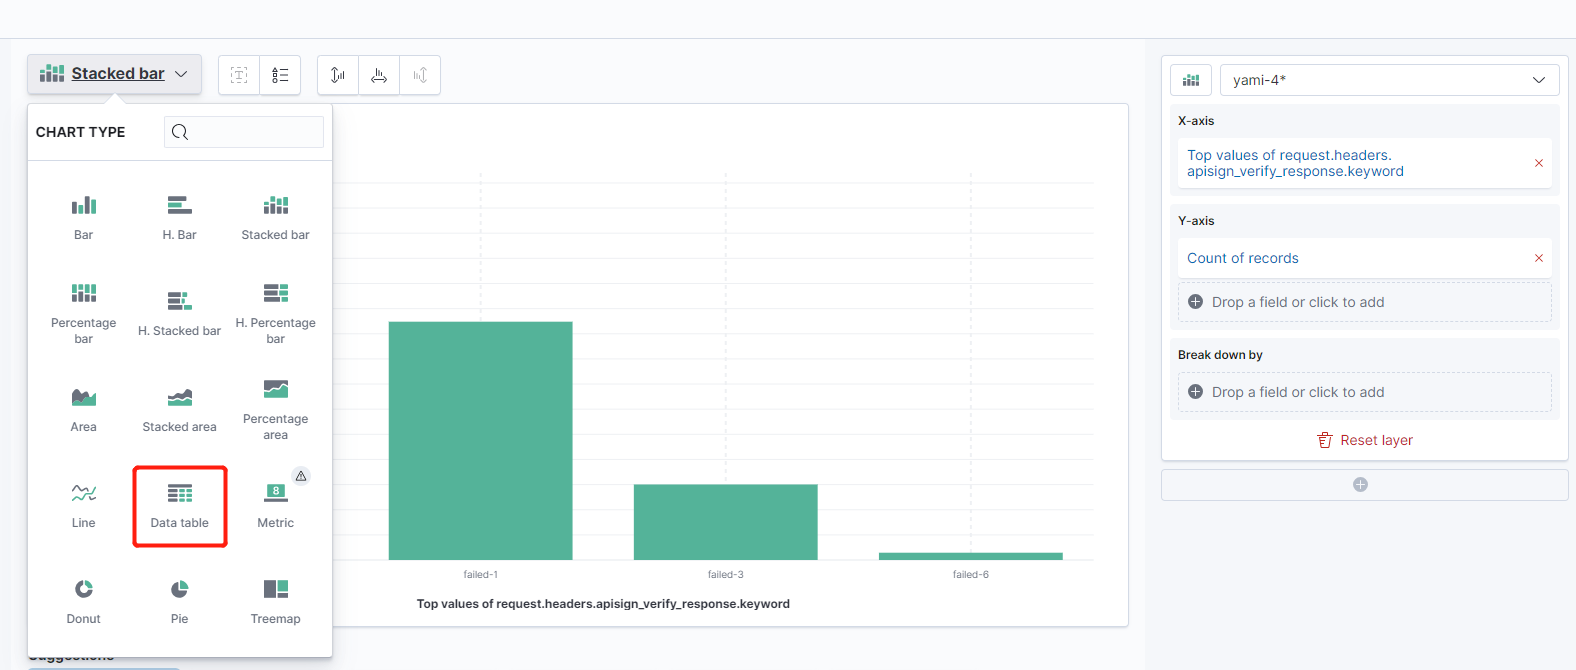 Stacked bar
CHART TYPE
Bar
H. Bar
Stacked bar
Percentage
bar
H. Stacked bar
H. Percentage
bar
Area
Stacked area
Percentage
area
Line
Data table
8
Metric
Donut
Pie
Treemap
Suggestions
failed-1
failed-3
failed-6
Top values of request.headers.apisign_verify_response.keyword
yami-4*
X-axis
Top values of request.headers.
apisign_verify_response.keyword
Y-axis
Count of records
Drop a field or click to add
Break down by
Drop a field or click to add
Reset layer